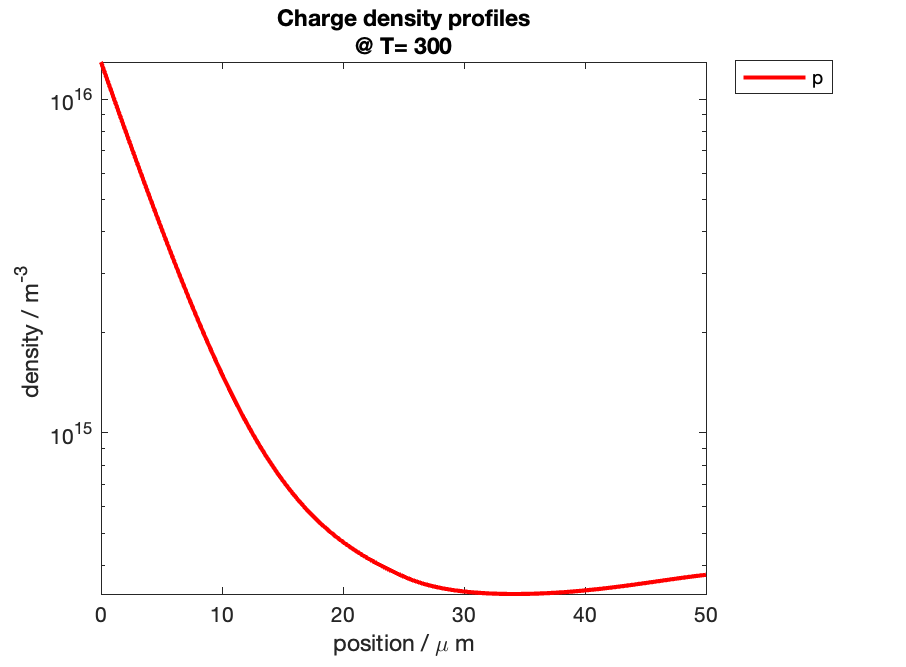 Charge density profiles
@ T= 300
p
10^16
10^15
density / m^-3
0 10 20 30 40 50
position / μ m